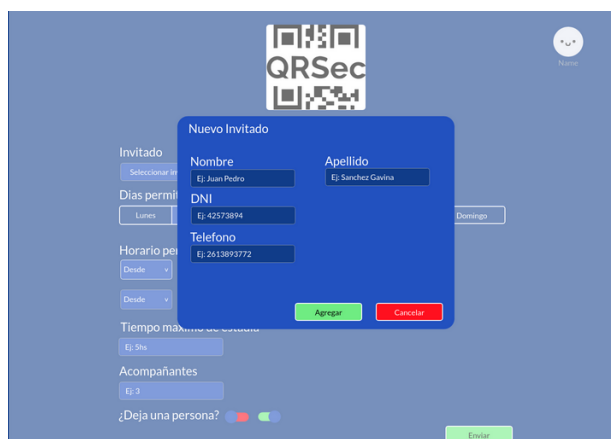 QRSec
Name
Nuevo Invitado
Invitado
Nombre
Apellido
Seleccionar
Ej: Juan Pedro
Ej: Sanchez Gavina
Dias
DNI
Lunes
Ej: 42573894
Domingo
Telefono
Horario
Ej: 2613893772
Desde v
Desde v
Agregar
Cancelar
Tiempo maximo de estadia
Ej: 5hs
Acompañantes
Ej: 3
¿Deja una persona?
Enviar